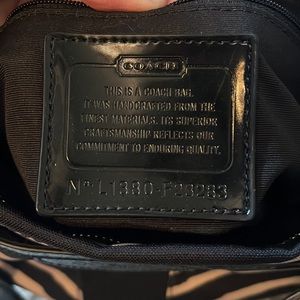 COACH
THIS IS A COACH BAG.
IT WAS HANDCRAFTED FROM THE
FINEST MATERIALS. ITS SUPERIOR
CRAFTSMANSHIP REFLECTS OUR
COMMITMENT TO ENDURING QUALITY.
Nº L1380-F23283